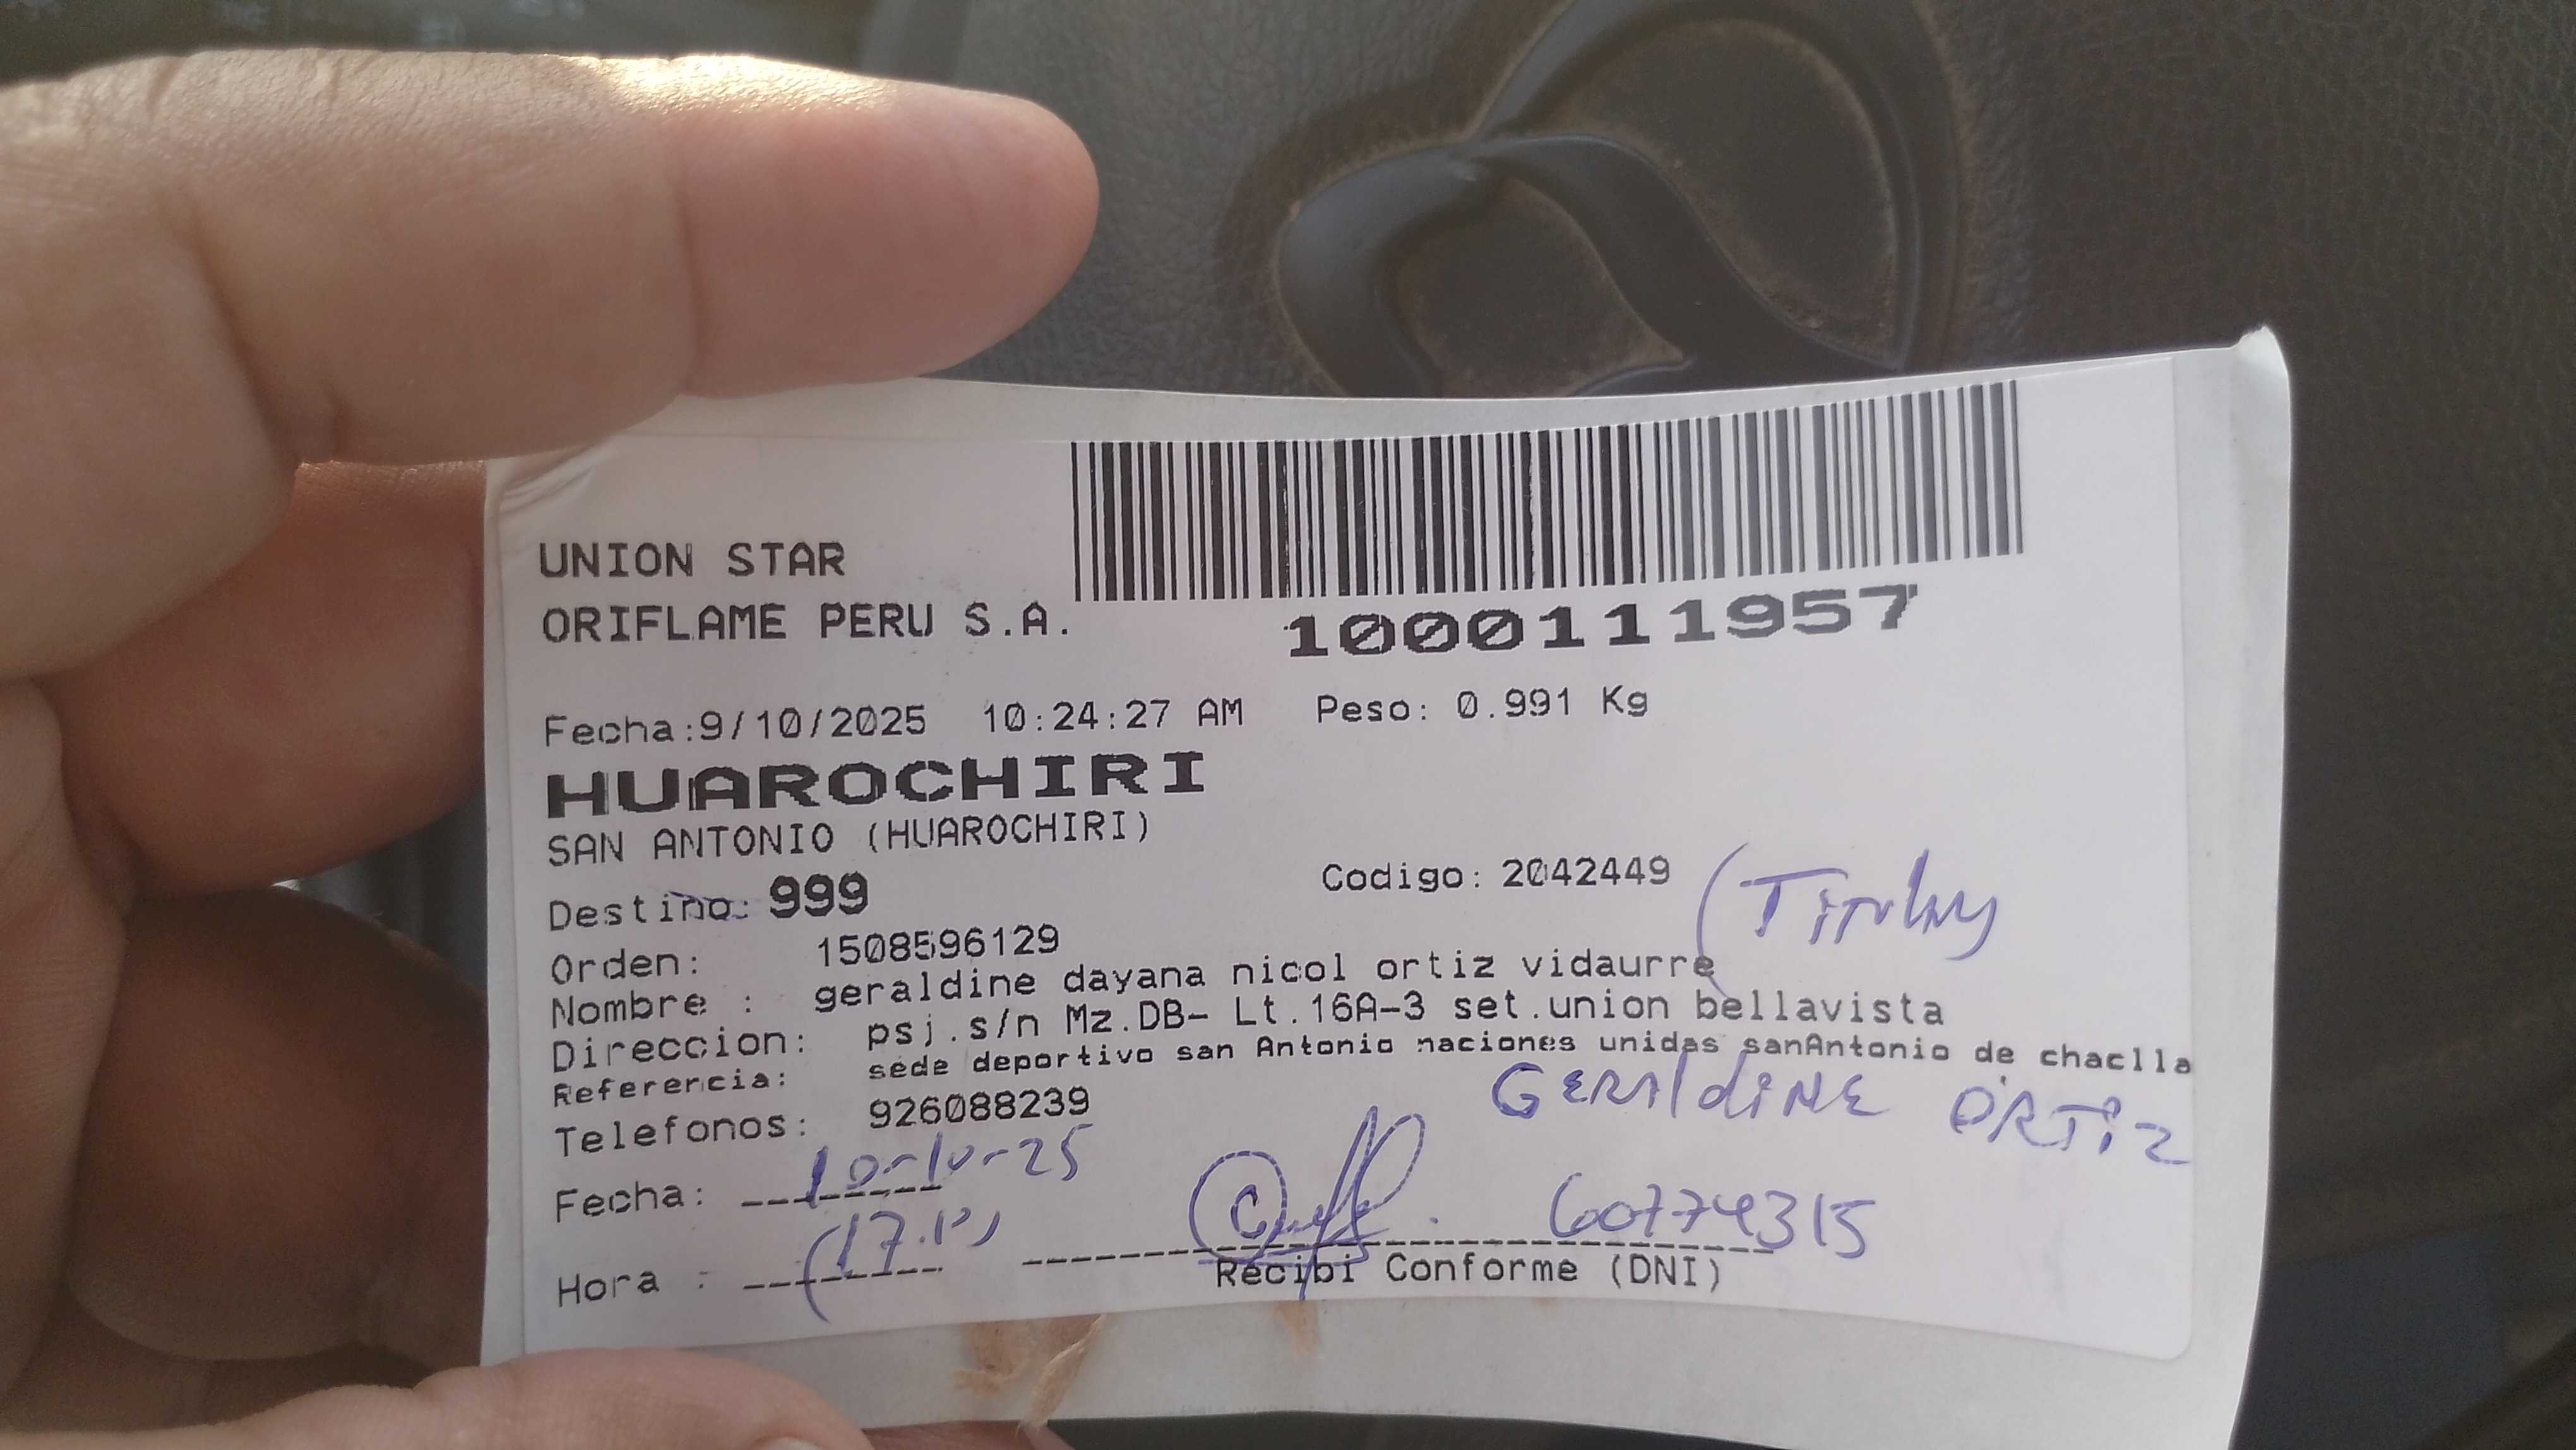 UNION STAR
ORIFLAME PERU S.A.
1000111957
Fecha:9/10/2025 10:24:27 AM Peso: 0.991 Kg
HUAROCHIRI
SAN ANTONIO (HUAROCHIRI)
Destino: 999 Codigo: 2042449
(Titular)
Orden: 1508596129
Nombre : geraldine dayana nicol ortiz vidaurre
Direccion: psj.s/n Mz.DB- Lt.16A-3 set.union bellavista
Referencia: sede deportivo san Antonio naciones unidas sanAntonio de chaclla
Telefonos: 926088239
GERAldiNE ORTiz
Fecha: 10-10-25
60774315
Hora :
Recibi Conforme (DNI)